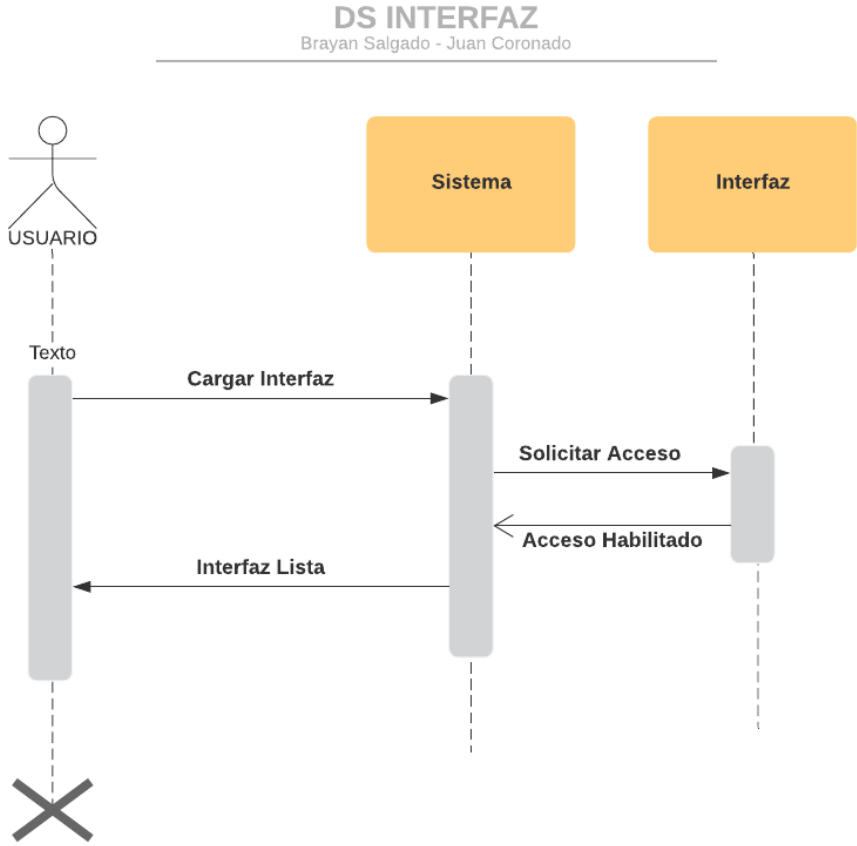 DS INTERFAZ
Brayan Salgado - Juan Coronado
Sistema
Interfaz
USUARIO
Texto
Cargar Interfaz
Solicitar Acceso
Acceso Habilitado
Interfaz Lista